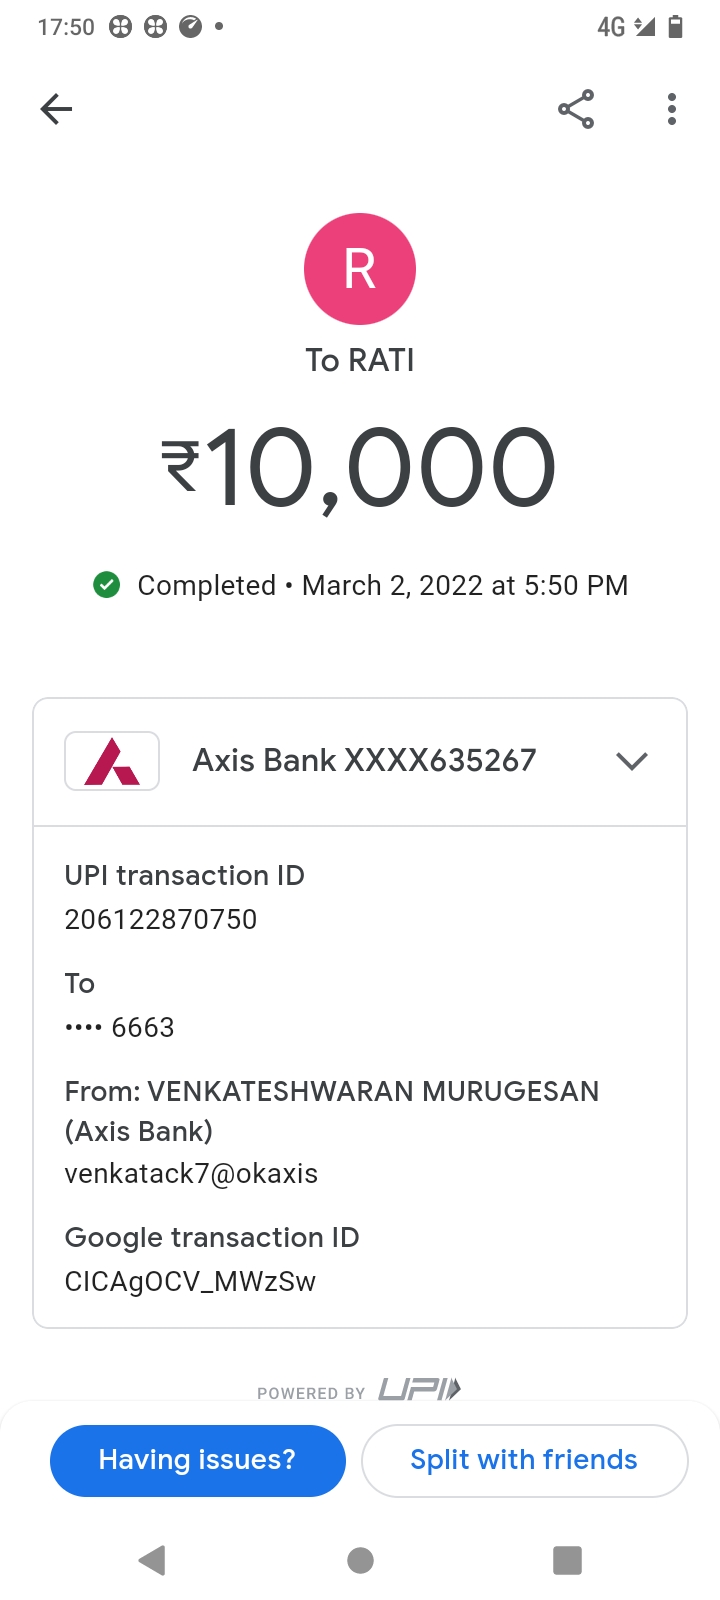 17:50
4G
R
To RATI
₹10,000
Completed • March 2, 2022 at 5:50 PM
Axis Bank XXXX635267
UPI transaction ID
206122870750
To
•••• 6663
From: VENKATESHWARAN MURUGESAN
(Axis Bank)
venkatack7@okaxis
Google transaction ID
CICAgOCV_MWzSw
POWERED BY UPI
Having issues?
Split with friends